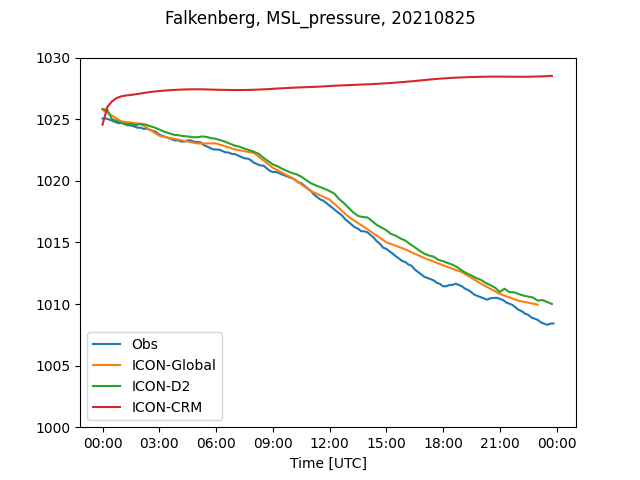 Falkenberg, MSL_pressure, 20210825
1030
1025
1020
1015
1010
1005
1000
Obs
ICON-Global
ICON-D2
ICON-CRM
00:00 03:00 06:00 09:00 12:00 15:00 18:00 21:00 00:00
Time [UTC]